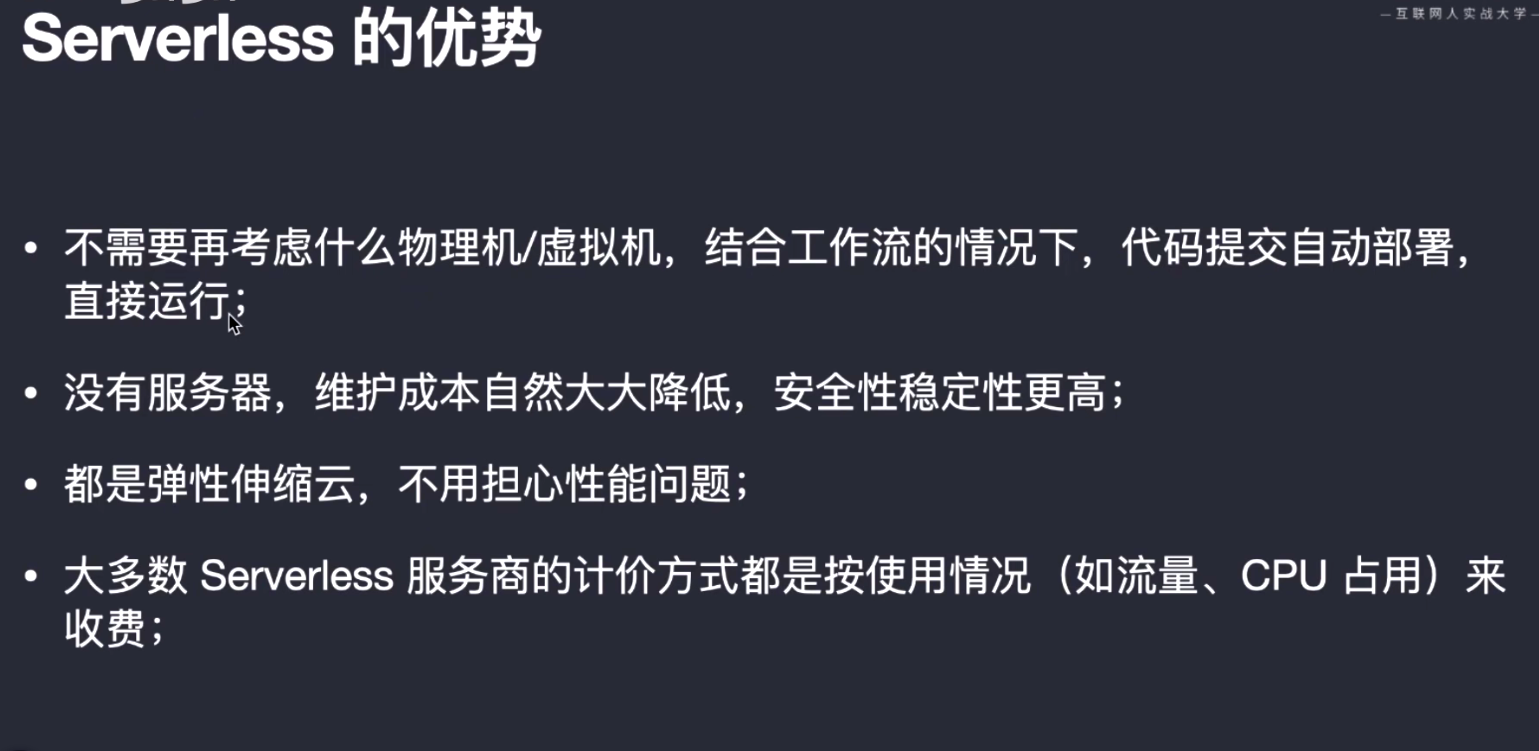 —互联网人实战大学—
Serverless 的优势
• 不需要再考虑什么物理机/虚拟机，结合工作流的情况下，代码提交自动部署，
直接运行；
• 没有服务器，维护成本自然大大降低，安全性稳定性更高；
• 都是弹性伸缩云，不用担心性能问题；
• 大多数 Serverless 服务商的计价方式都是按使用情况（如流量、CPU 占用）来
收费；